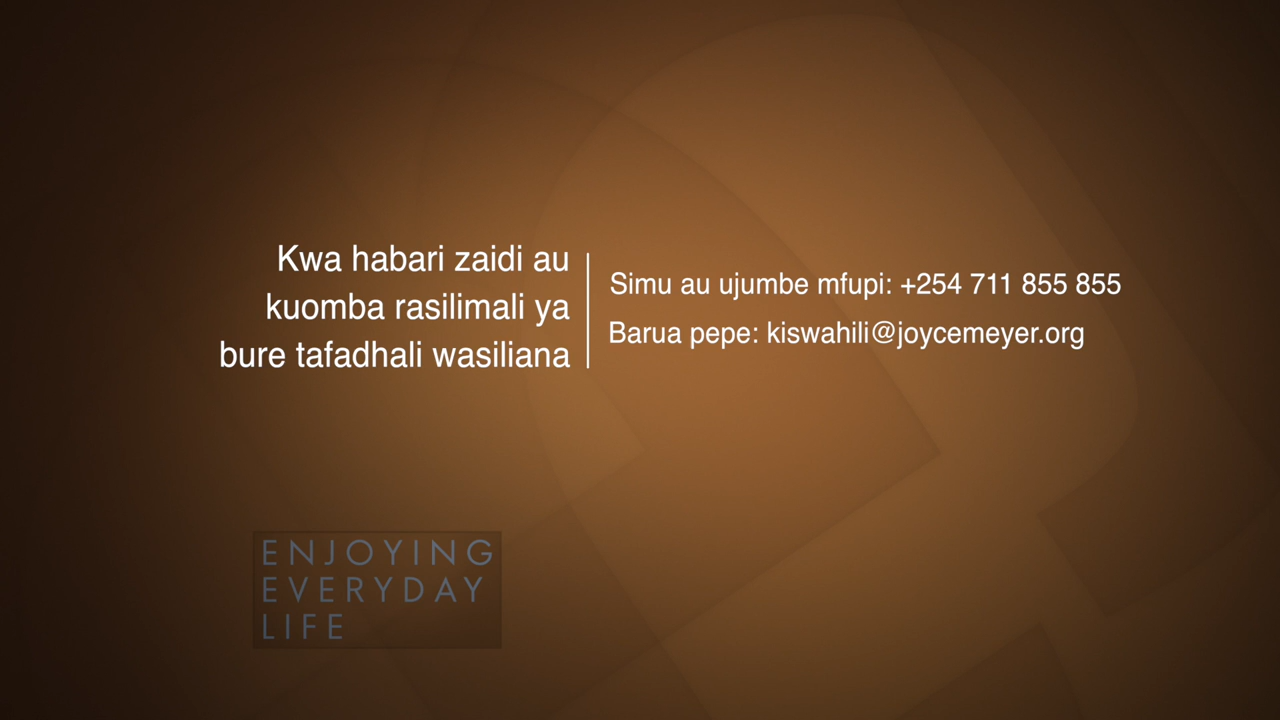 Kwa habari zaidi au
kuomba rasilimali ya
bure tafadhali wasiliana
Simu au ujumbe mfupi: +254 711 855 855
Barua pepe: kiswahili@joycemeyer.org
ENJOYING
EVERYDAY
LIFE